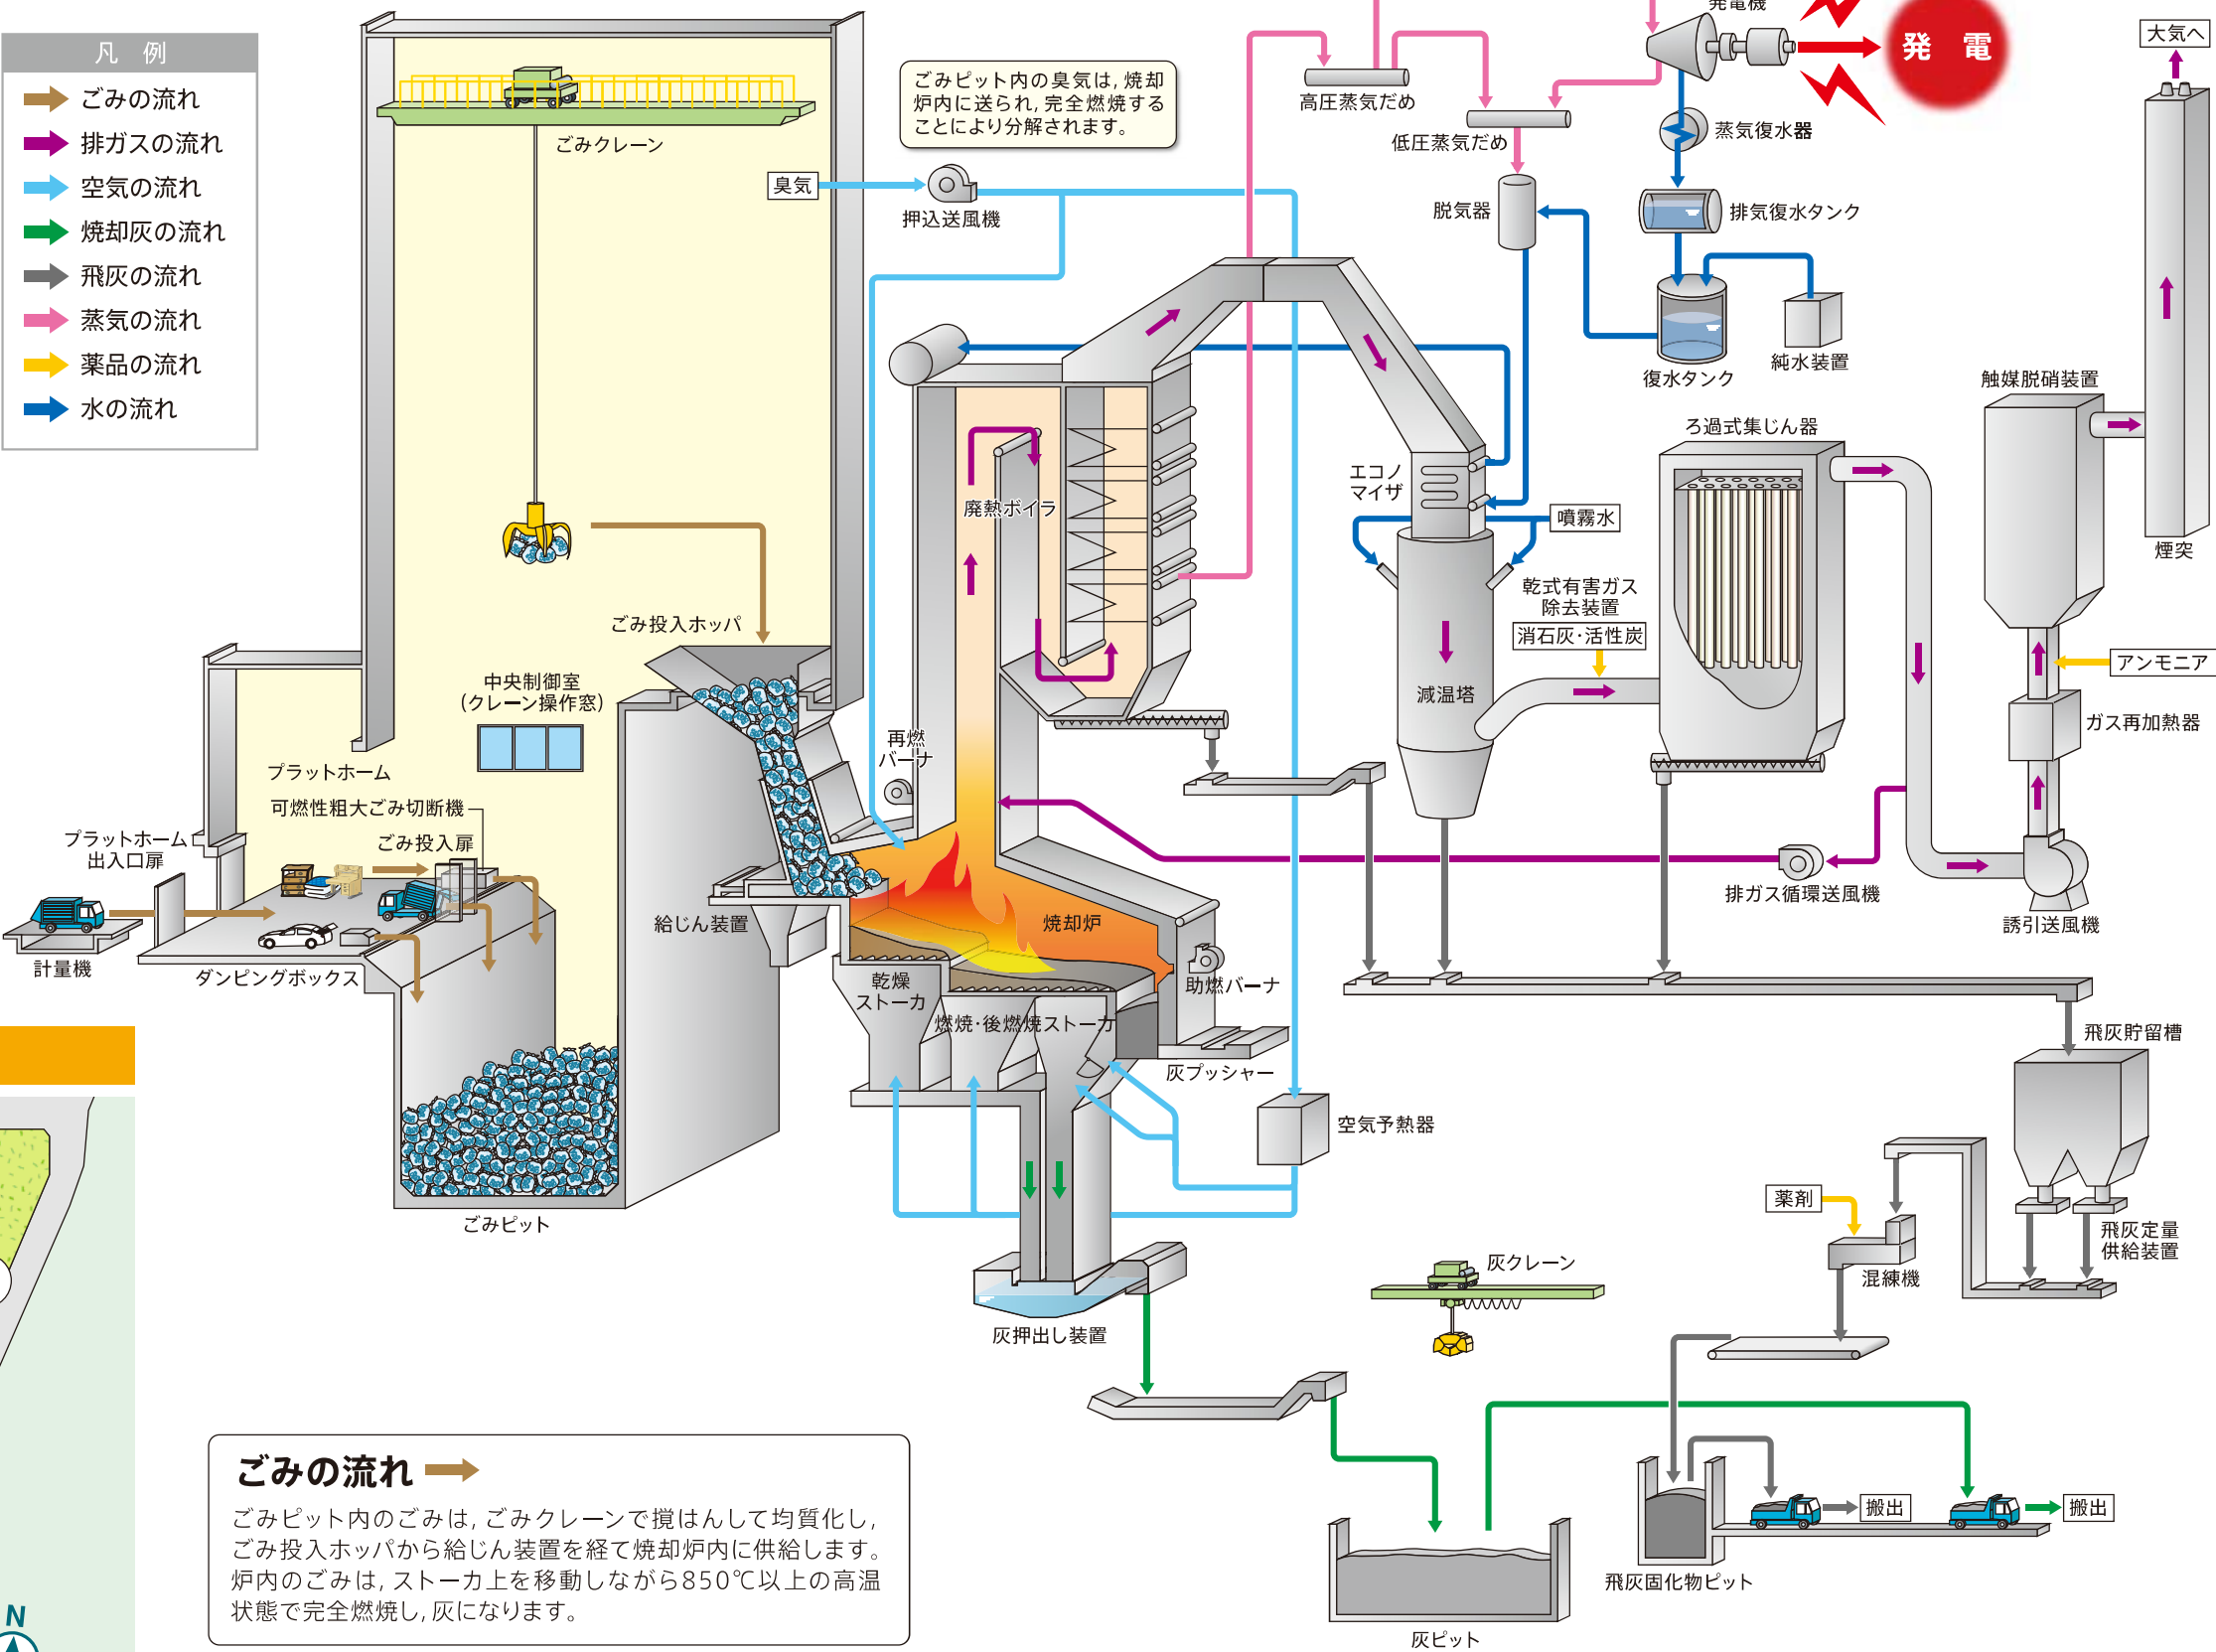 凡 例
ごみの流れ
排ガスの流れ
空気の流れ
焼却灰の流れ
飛灰の流れ
蒸気の流れ
薬品の流れ
水の流れ
ごみクレーン
ごみピット内の臭気は，焼却
炉内に送られ，完全燃焼する
ことにより分解されます。
臭気
押込送風機
高圧蒸気だめ
低圧蒸気だめ
脱気器
発電機
発 電
蒸気復水器
排気復水タンク
復水タンク
純水装置
大気へ
煙突
触媒脱硝装置
アンモニア
ガス再加熱器
誘引送風機
排ガス循環送風機
ろ過式集じん器
エコノ
マイザ
噴霧水
乾式有害ガス
除去装置
消石灰・活性炭
減温塔
廃熱ボイラ
再燃
バーナ
ごみ投入ホッパ
中央制御室
（クレーン操作窓）
プラットホーム
可燃性粗大ごみ切断機
ごみ投入扉
プラットホーム
出入口扉
計量機
ダンピングボックス
ごみピット
給じん装置
焼却炉
乾燥
ストーカ
燃焼・後燃焼ストーカ
助燃バーナ
灰プッシャー
空気予熱器
灰押出し装置
飛灰貯留槽
飛灰定量
供給装置
薬剤
混練機
灰クレーン
搬出
搬出
飛灰固化物ピット
灰ピット
ごみの流れ
ごみピット内のごみは，ごみクレーンで撹はんして均質化し，
ごみ投入ホッパから給じん装置を経て焼却炉内に供給します。
炉内のごみは，ストーカ上を移動しながら850℃以上の高温
状態で完全燃焼し，灰になります。
N